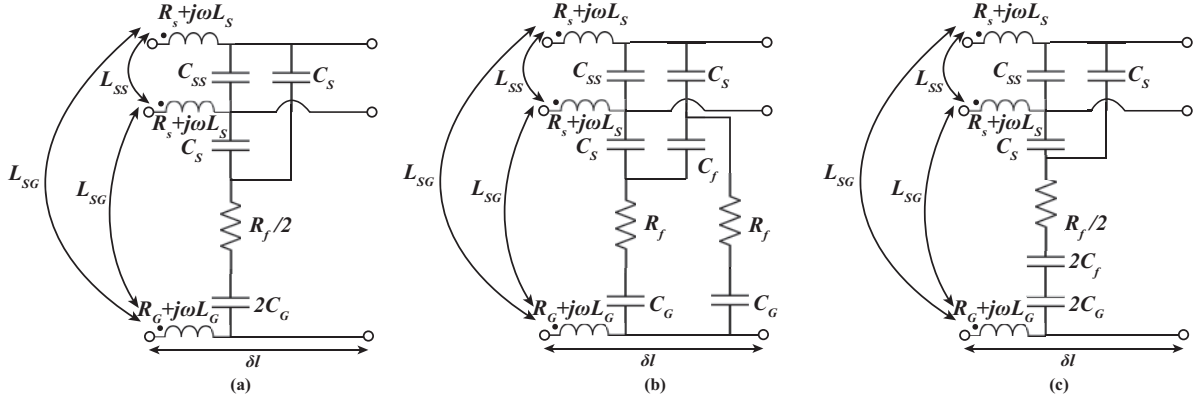 R_s+jωL_S
C_SS
C_S
L_SS
R_s+jωL_S
C_S
L_SG
L_SG
R_f/2
R_G+jωL_G
2C_G
δl
(a)
R_s+jωL_S
C_SS
C_S
L_SS
R_s+jωL_S
C_S
C_f
L_SG
L_SG
R_f
R_f
R_G+jωL_G
C_G
C_G
δl
(b)
R_s+jωL_S
C_SS
C_S
L_SS
R_s+jωL_S
C_S
L_SG
L_SG
R_f/2
2C_f
R_G+jωL_G
2C_G
δl
(c)